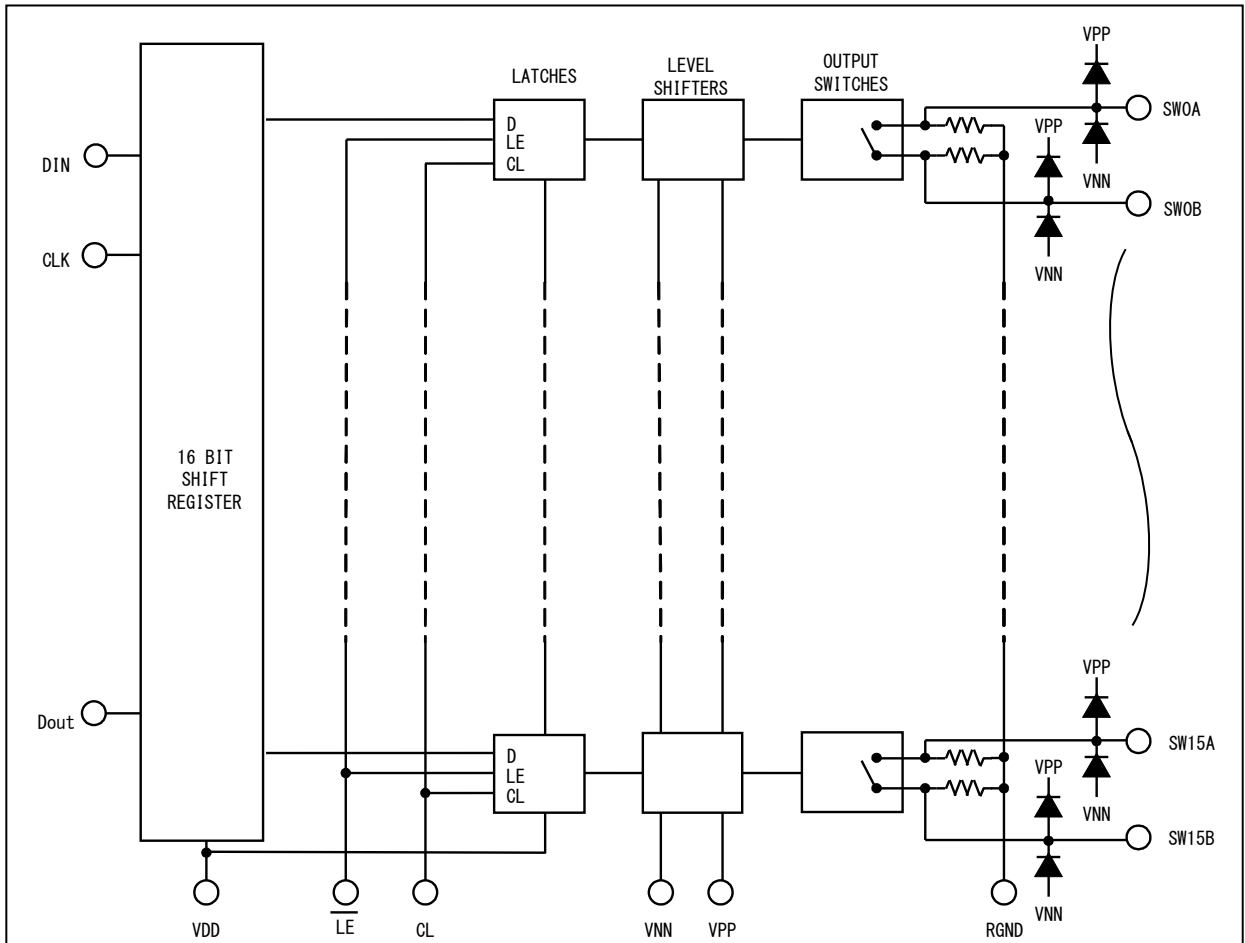 VPP
OUTPUT
SWITCHES
LEVEL
SHIFTERS
LATCHES
SW0A
D
LE
CL
VPP
DIN
VNN
SW0B
CLK
VNN
16 BIT
SHIFT
REGISTER
VPP
Dout
SW15A
D
LE
CL
VPP
VNN
SW15B
VDD
LE
CL
VNN
VPP
RGND
VNN